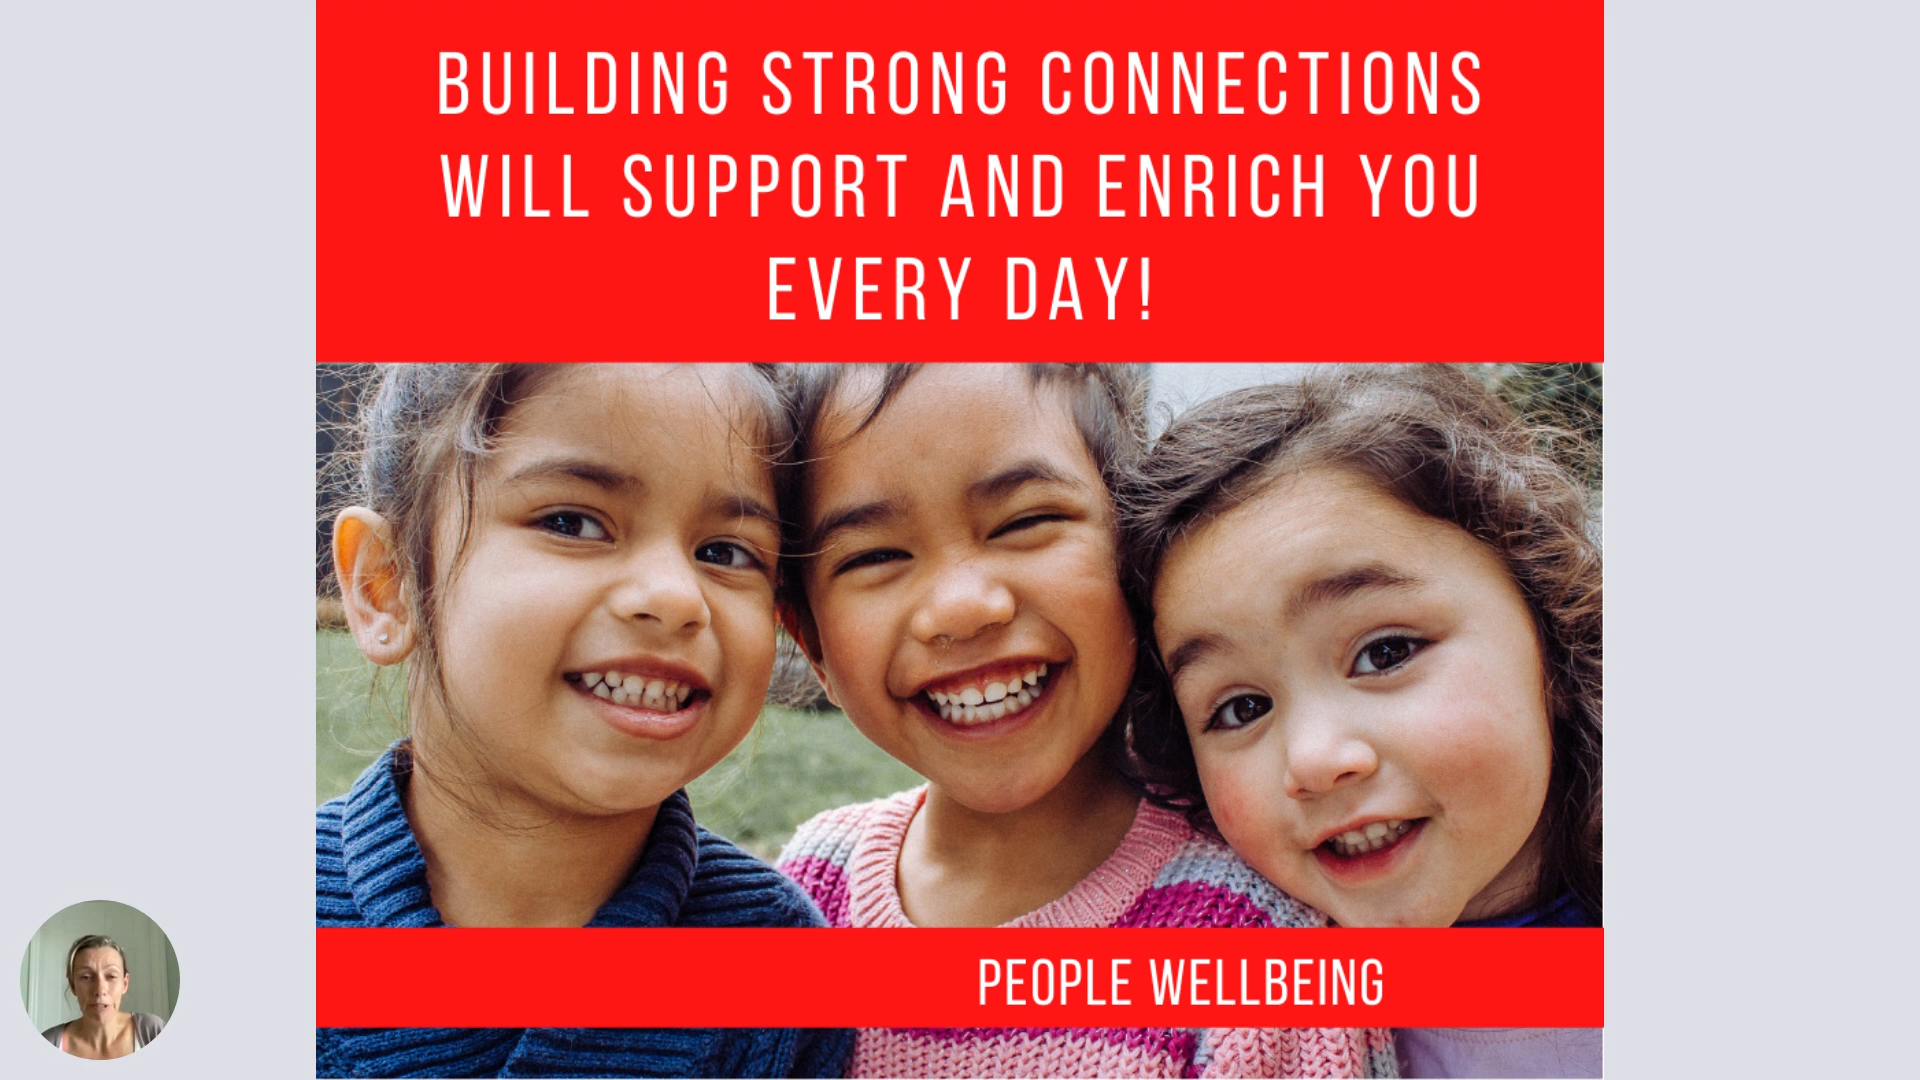 BUILDING STRONG CONNECTIONS
WILL SUPPORT AND ENRICH YOU
EVERY DAY!
PEOPLE WELLBEING